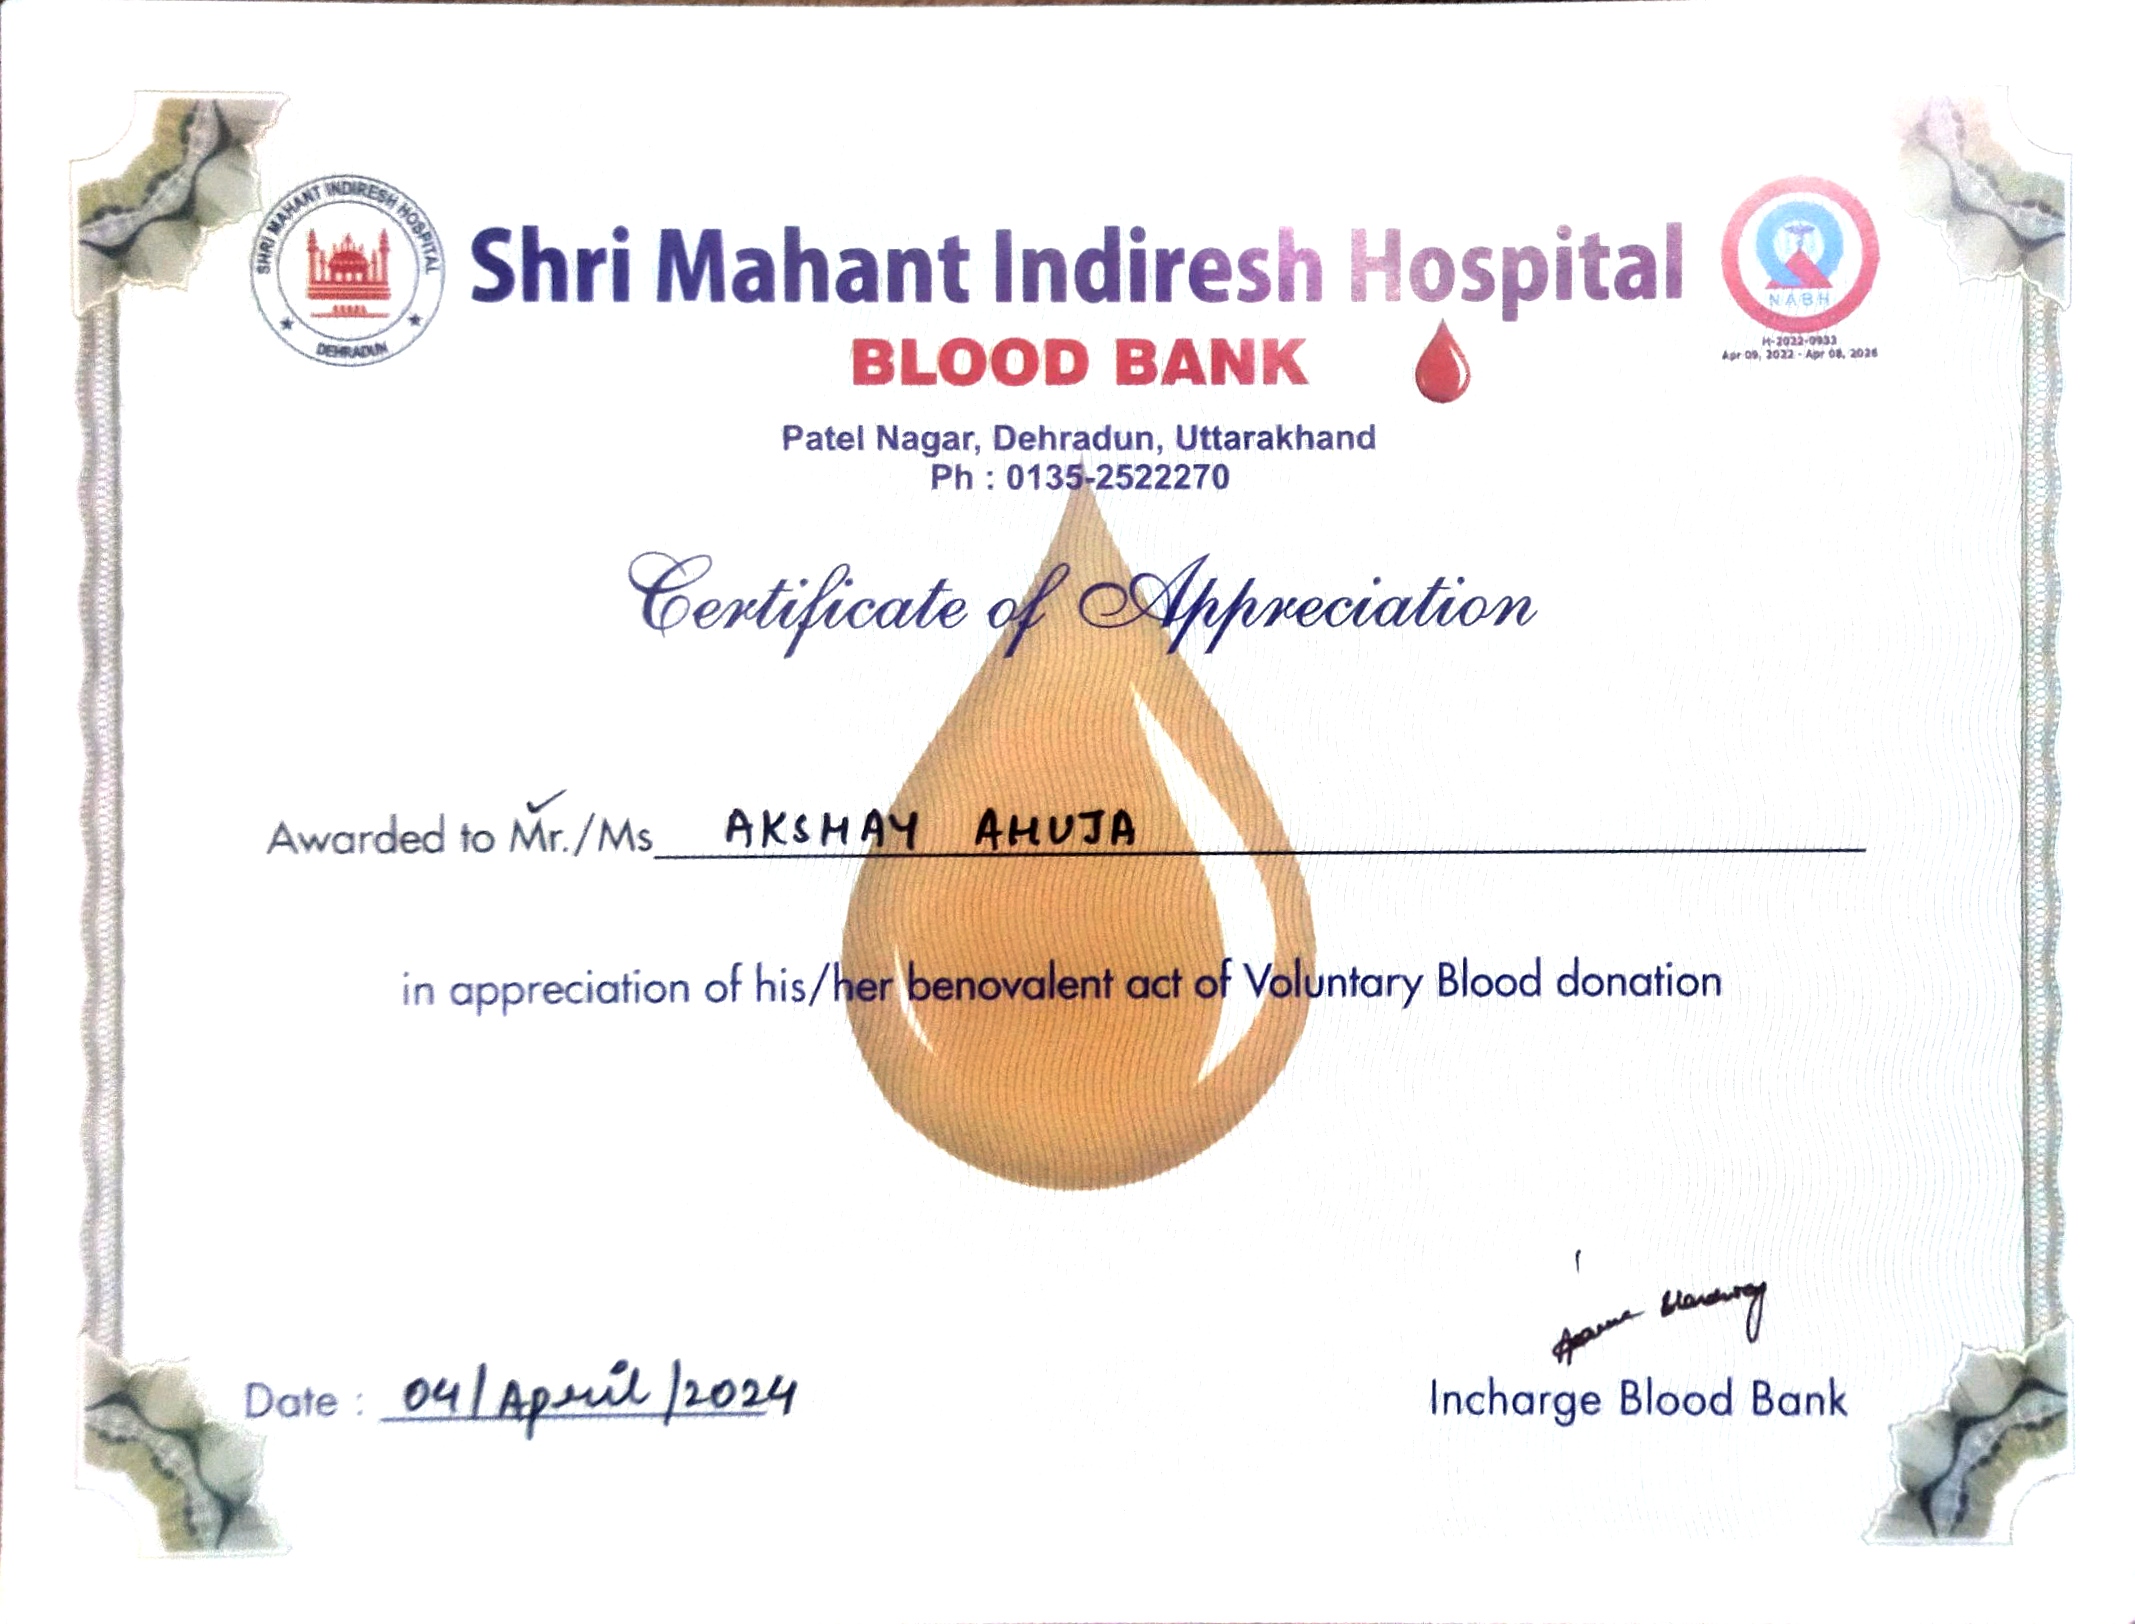 SHRI MAHANT INDIRESH HOSPITAL
DEHRADUN
Shri Mahant Indiresh Hospital
BLOOD BANK
NABH
H-2022-0933
Apr 09, 2022 - Apr 08, 2026
Patel Nagar, Dehradun, Uttarakhand
Ph : 0135-2522270
Certificate of Appreciation
Awarded to Mr./Ms AKSHAY AHUJA
in appreciation of his/her benovalent act of Voluntary Blood donation
Date : 04/April/2024
Incharge Blood Bank